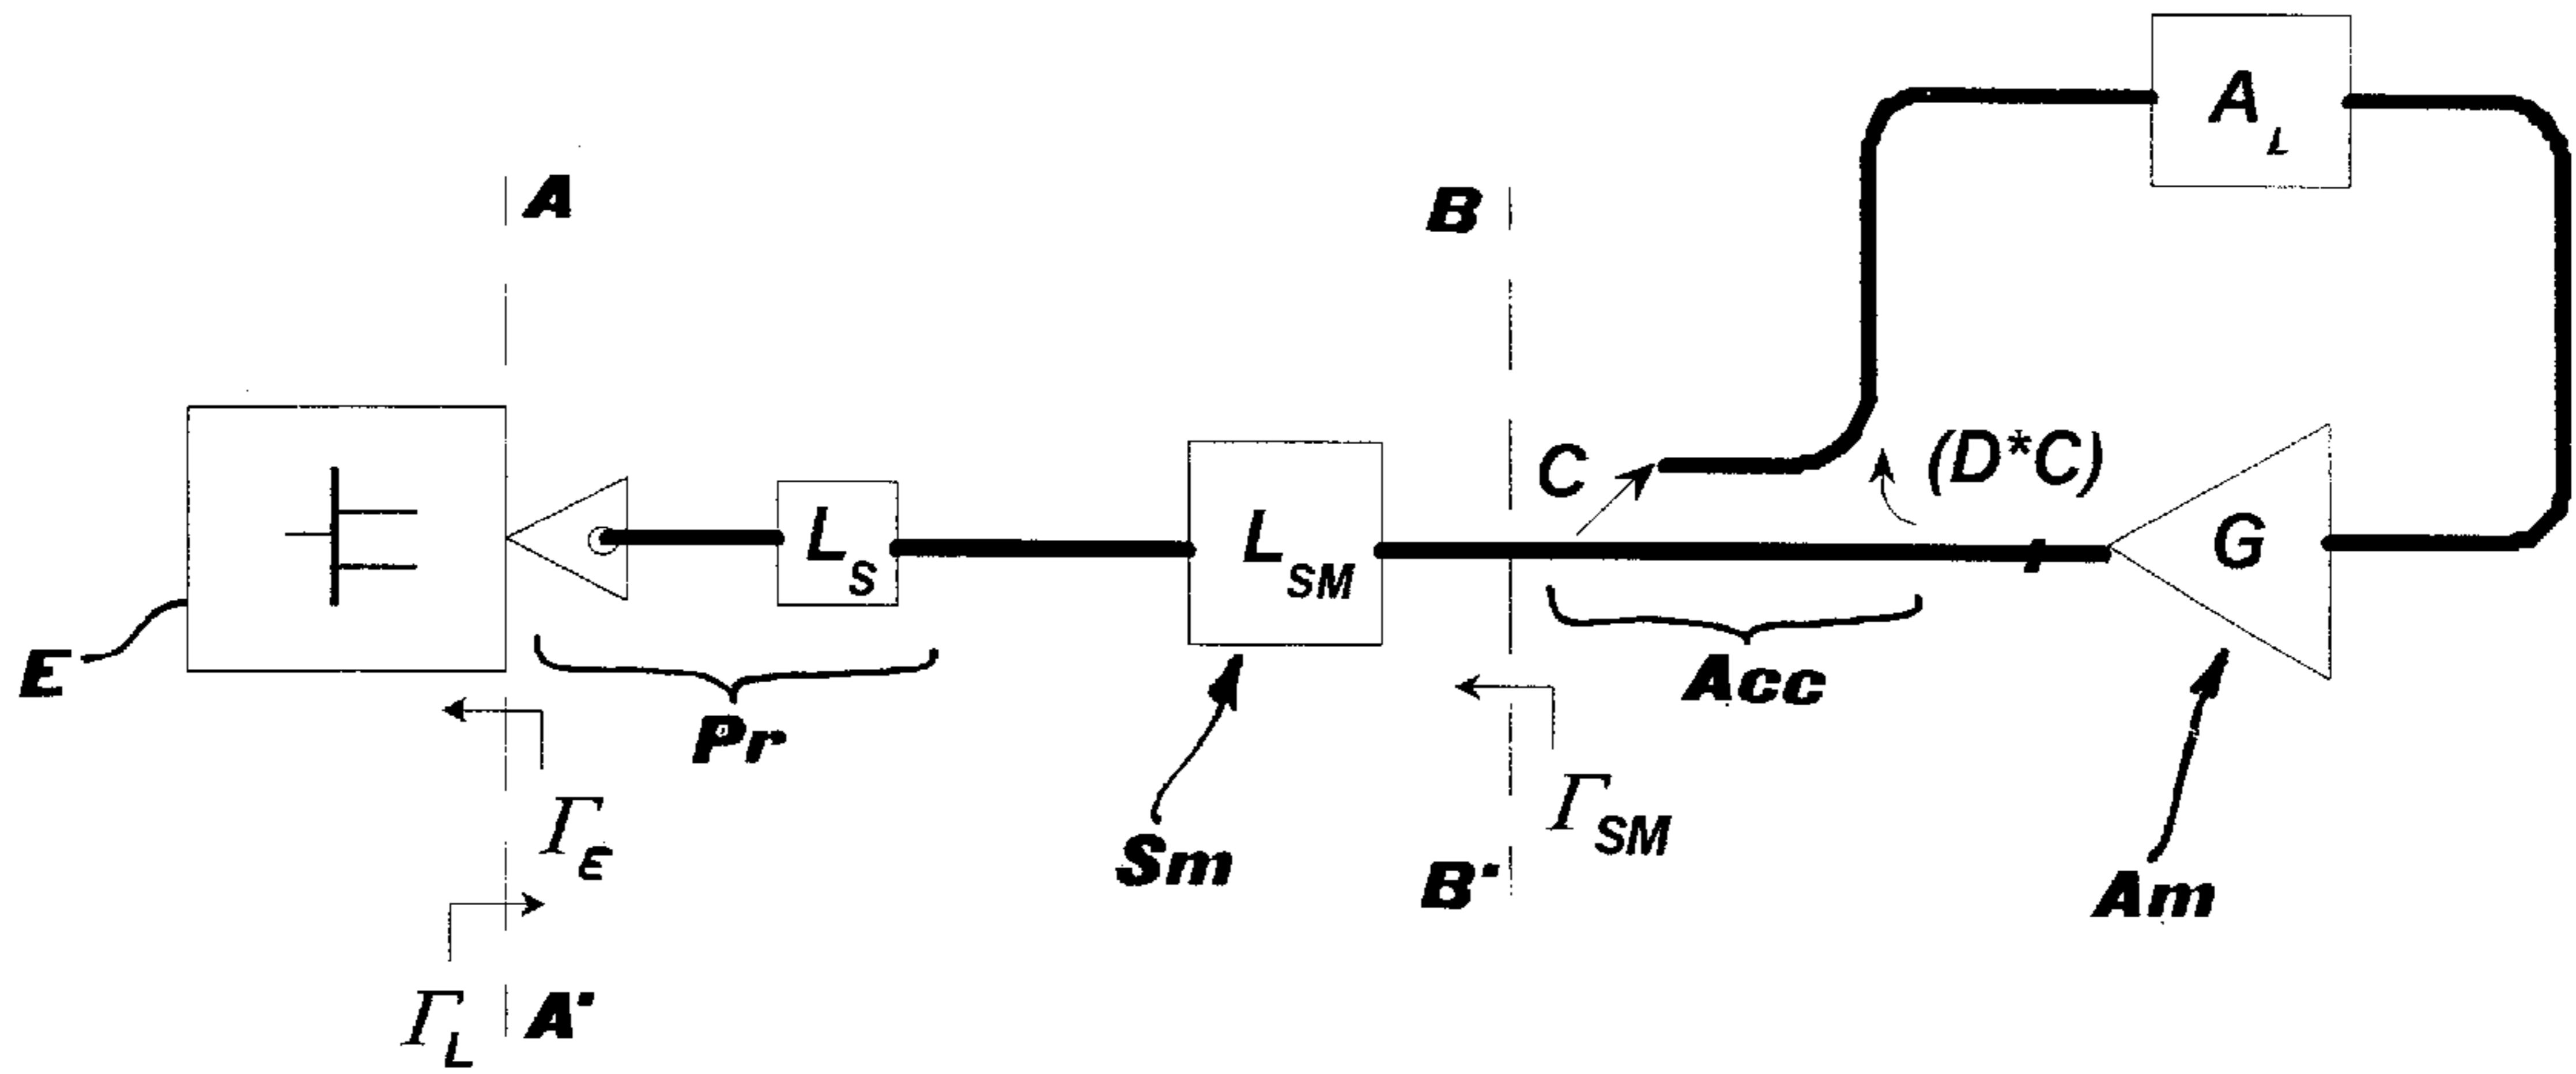 A_L
A
B
C
(D*C)
L_S
L_SM
G
E
Pr
Acc
Γ_E
Sm
Γ_SM
B'
Am
Γ_L
A'